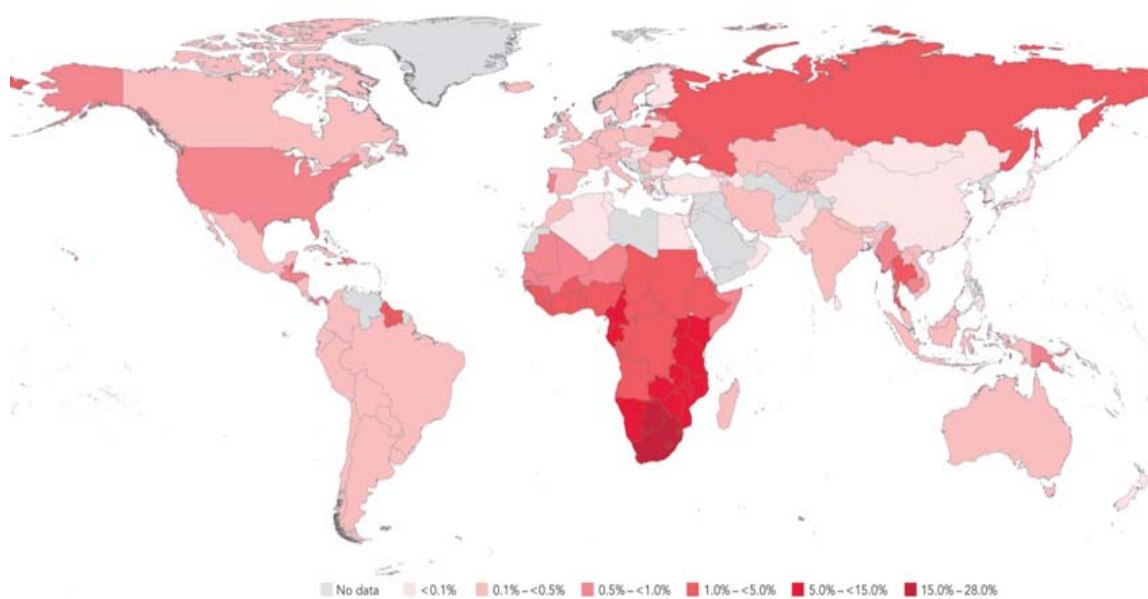 No data <0.1% 0.1% – <0.5% 0.5% – <1.0% 1.0% – <5.0% 5.0% – <15.0% 15.0% – 28.0%